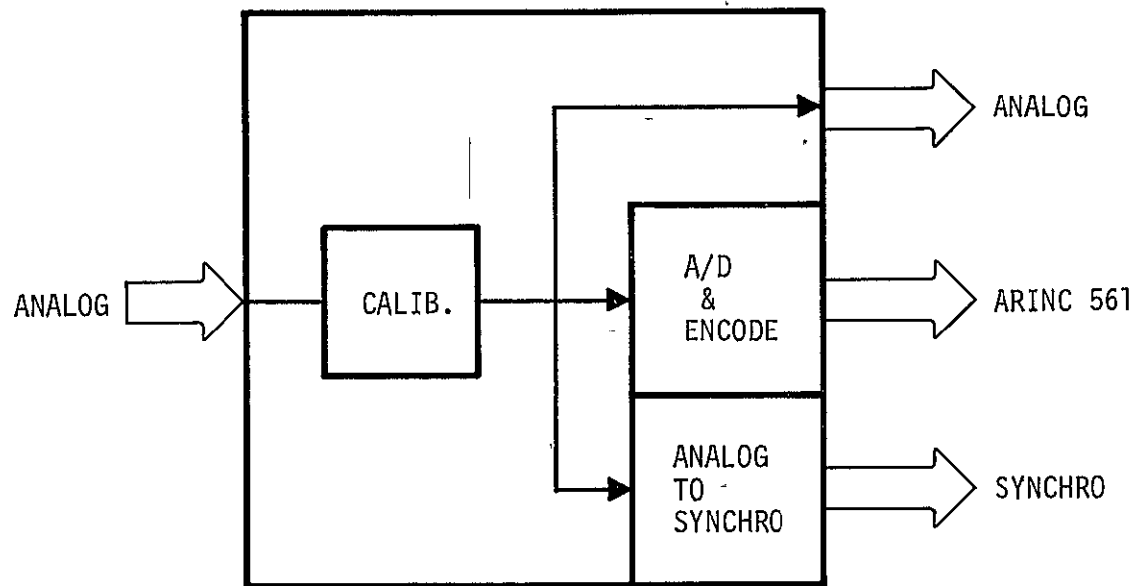 ANALOG
ANALOG
CALIB.
A/D
&
ENCODE
ARINC 561
ANALOG
TO
SYNCHRO
SYNCHRO